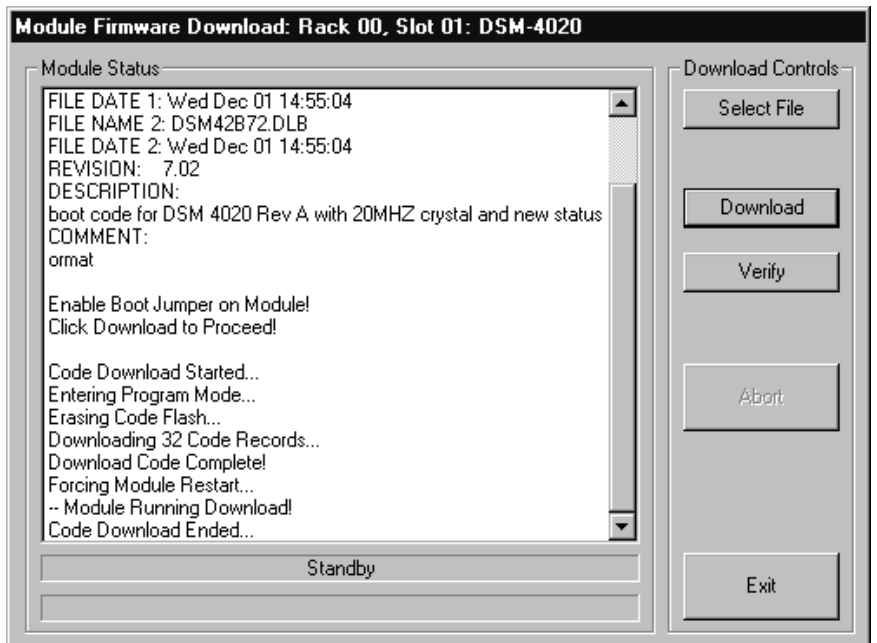 Module Firmware Download: Rack 00, Slot 01: DSM-4020
Module Status
FILE DATE 1: Wed Dec 01 14:55:04
FILE NAME 2: DSM42B72.DLB
FILE DATE 2: Wed Dec 01 14:55:04
REVISION: 7.02
DESCRIPTION:
boot code for DSM 4020 Rev A with 20MHZ crystal and new status
COMMENT:
ormat
Enable Boot Jumper on Module!
Click Download to Proceed!
Code Download Started...
Entering Program Mode...
Erasing Code Flash...
Downloading 32 Code Records...
Download Code Complete!
Forcing Module Restart...
-- Module Running Download!
Code Download Ended...
Standby
Download Controls
Select File
Download
Verify
Abort
Exit